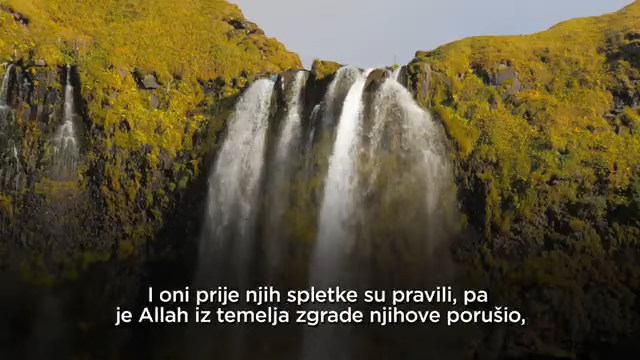 I oni prije njih spletke su pravili, pa
je Allah iz temelja zgrade njihove porušio,